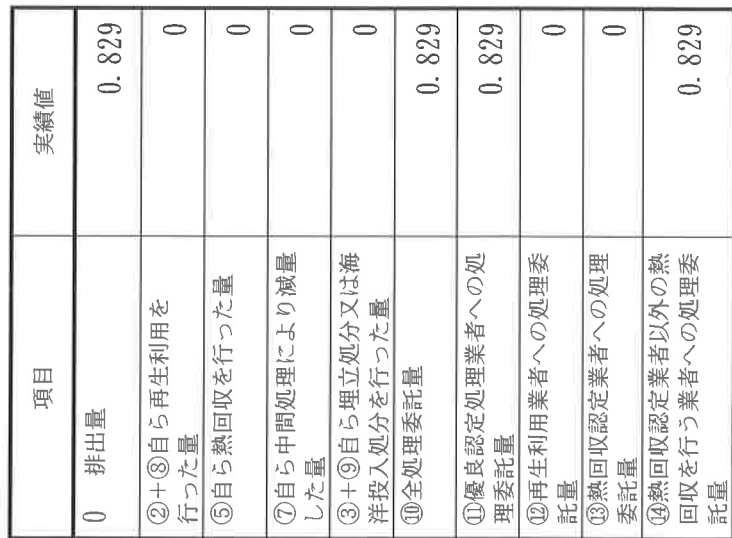 項目 実績値
0 排出量 0.829
②+⑧自ら再生利用を
行った量 0
⑤自ら熱回収を行った量 0
⑦自ら中間処理により減量
した量 0
③+⑨自ら埋立処分又は海
洋投入処分を行った量 0
⑩全処理委託量 0.829
⑪優良認定処理業者への処
理委託量 0.829
⑫再生利用業者への処理委
託量 0
⑬熱回収認定業者への処理
委託量 0
⑭熱回収認定業者以外の熱
回収を行う業者への処理委
託量 0.829